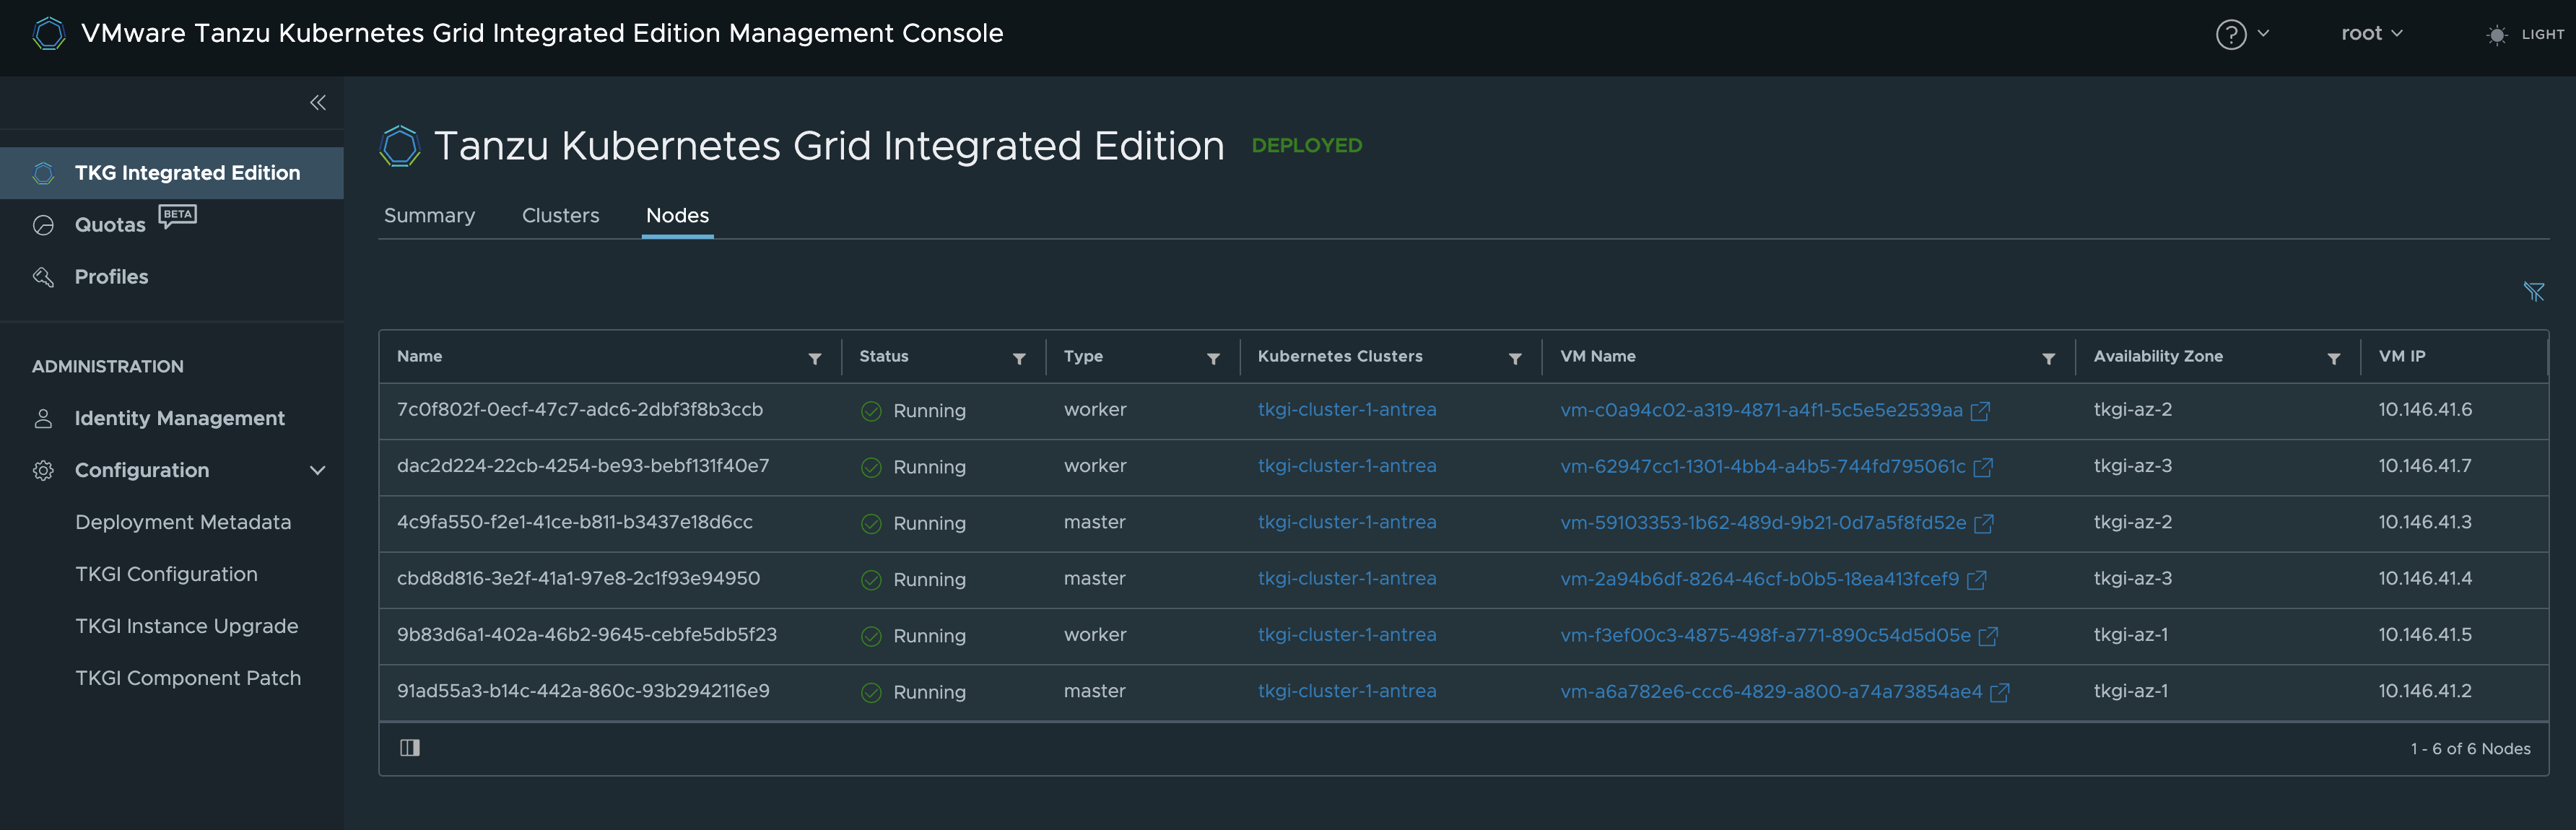 VMware Tanzu Kubernetes Grid Integrated Edition Management Console
root
LIGHT
TKG Integrated Edition
Quotas BETA
Profiles
ADMINISTRATION
Identity Management
Configuration
Deployment Metadata
TKGI Configuration
TKGI Instance Upgrade
TKGI Component Patch
Tanzu Kubernetes Grid Integrated Edition DEPLOYED
Summary Clusters Nodes
Name Status Type Kubernetes Clusters VM Name Availability Zone VM IP
7c0f802f-0ecf-47c7-adc6-2dbf3f8b3ccb Running worker tkgi-cluster-1-antrea vm-c0a94c02-a319-4871-a4f1-5c5e5e2539aa tkgi-az-2 10.146.41.6
dac2d224-22cb-4254-be93-bebf131f40e7 Running worker tkgi-cluster-1-antrea vm-62947cc1-1301-4bb4-a4b5-744fd795061c tkgi-az-3 10.146.41.7
4c9fa550-f2e1-41ce-b811-b3437e18d6cc Running master tkgi-cluster-1-antrea vm-59103353-1b62-489d-9b21-0d7a5f8fd52e tkgi-az-2 10.146.41.3
cbd8d816-3e2f-41a1-97e8-2c1f93e94950 Running master tkgi-cluster-1-antrea vm-2a94b6df-8264-46cf-b0b5-18ea413fcef9 tkgi-az-3 10.146.41.4
9b83d6a1-402a-46b2-9645-cebfe5db5f23 Running worker tkgi-cluster-1-antrea vm-f3ef00c3-4875-498f-a771-890c54d5d05e tkgi-az-1 10.146.41.5
91ad55a3-b14c-442a-860c-93b2942116e9 Running master tkgi-cluster-1-antrea vm-a6a782e6-ccc6-4829-a800-a74a73854ae4 tkgi-az-1 10.146.41.2
1 - 6 of 6 Nodes